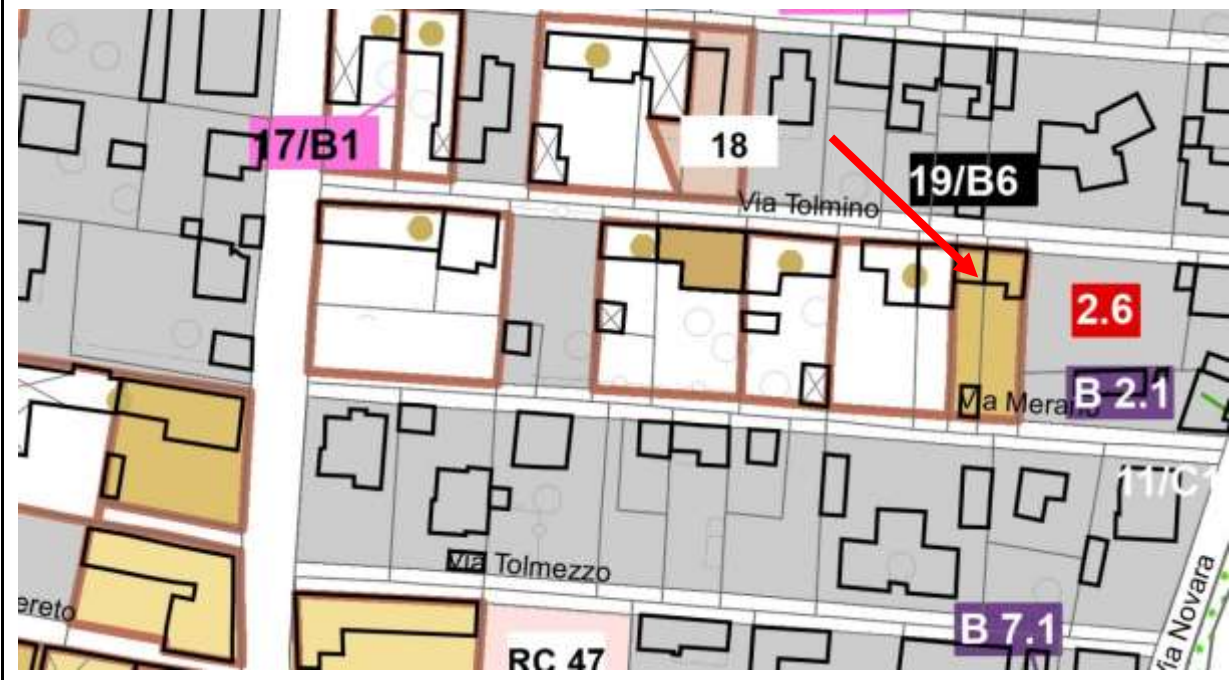 17/B1
18
19/B6
Via Tolmino
2.6
B 2.1
Via Merano
11/C1
Via Tolmezzo
ereto
Via Novara
B 7.1
RC 47